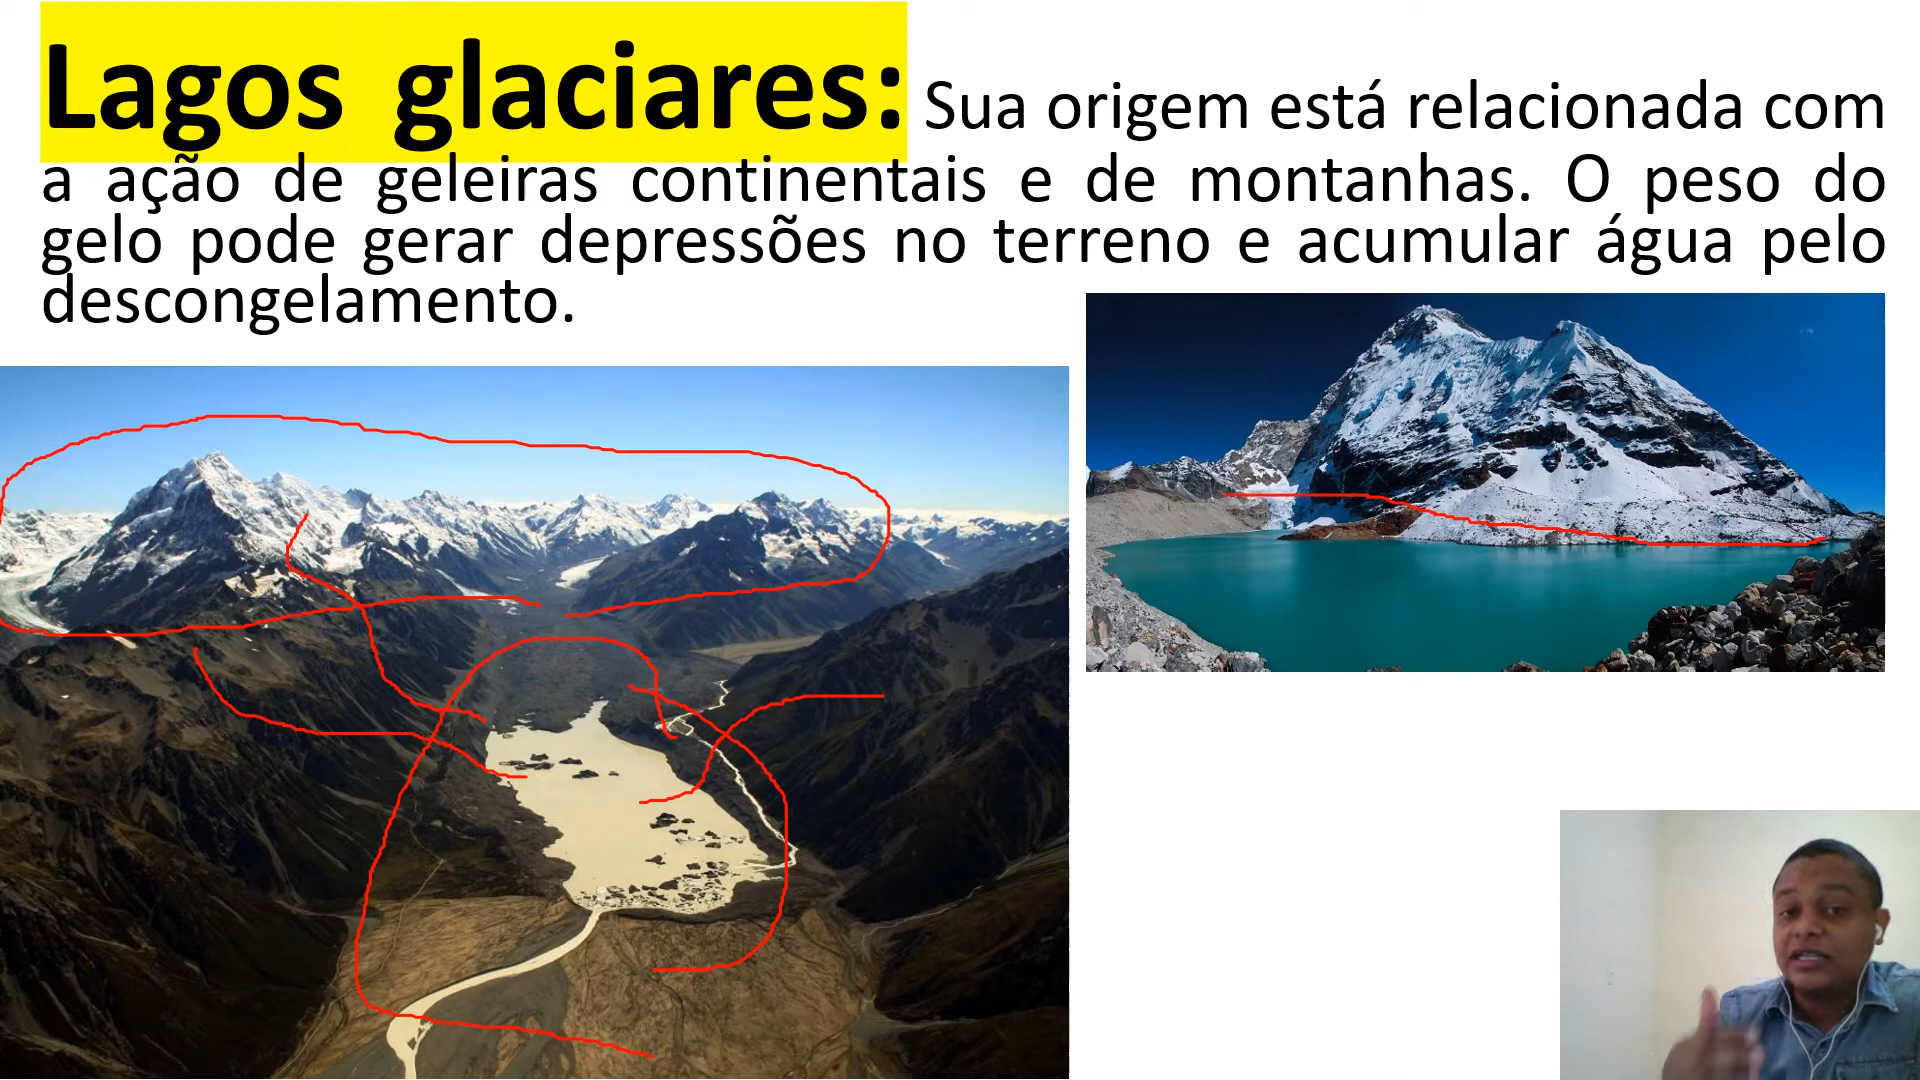 Lagos glaciares: Sua origem está relacionada com
a ação de geleiras continentais e de montanhas. O peso do
gelo pode gerar depressões no terreno e acumular água pelo
descongelamento.